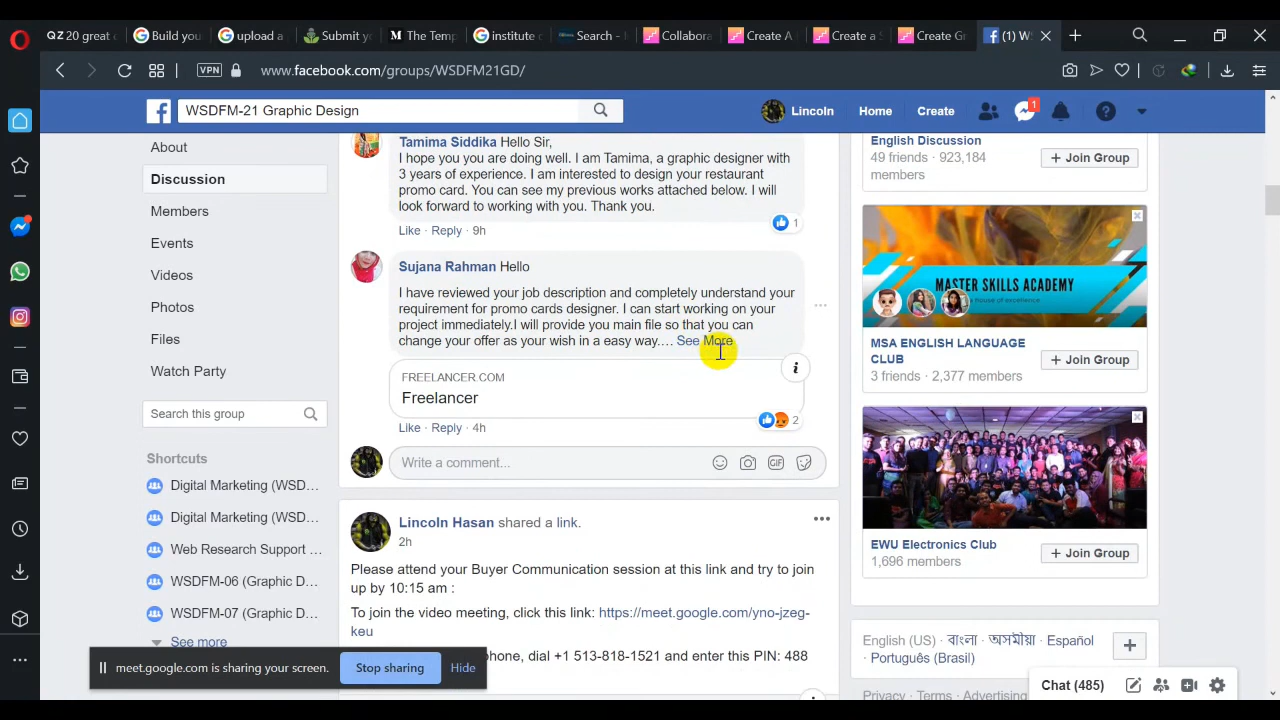 QZ 20 great
Build you
upload a
Submit yo
The Temp
institute o
Search - I
Collabora
Create A
Create a S
Create Gr
(1) W
VPN
www.facebook.com/groups/WSDFM21GD/
WSDFM-21 Graphic Design
Lincoln
Home
Create
1
About
Discussion
Members
Events
Videos
Photos
Files
Watch Party
Search this group
Shortcuts
Digital Marketing (WSD...
Digital Marketing (WSD...
Web Research Support ...
WSDFM-06 (Graphic D...
WSDFM-07 (Graphic D...
See more
Tamima Siddika Hello Sir,
I hope you you are doing well. I am Tamima, a graphic designer with
3 years of experience. I am interested to design your restaurant
promo card. You can see my previous works attached below. I will
look forward to working with you. Thank you.
1
Like · Reply · 9h
Sujana Rahman Hello
I have reviewed your job description and completely understand your
requirement for promo cards designer. I can start working on your
project immediately.I will provide you main file so that you can
change your offer as your wish in a easy way.... See More
FREELANCER.COM
Freelancer
2
Like · Reply · 4h
Write a comment...
GIF
Lincoln Hasan shared a link.
2h
Please attend your Buyer Communication session at this link and try to join
up by 10:15 am :
To join the video meeting, click this link: https://meet.google.com/yno-jzeg-
keu
phone, dial +1 513-818-1521 and enter this PIN: 488
meet.google.com is sharing your screen.
Stop sharing
Hide
English Discussion
49 friends · 923,184
members
+ Join Group
MASTER SKILLS ACADEMY
a house of excellence
MSA ENGLISH LANGUAGE
CLUB
3 friends · 2,377 members
+ Join Group
EWU Electronics Club
1,696 members
+ Join Group
English (US) · বাংলা · অসমীয়া · Español
· Português (Brasil)
Privacy · Terms · Advertising
Chat (485)